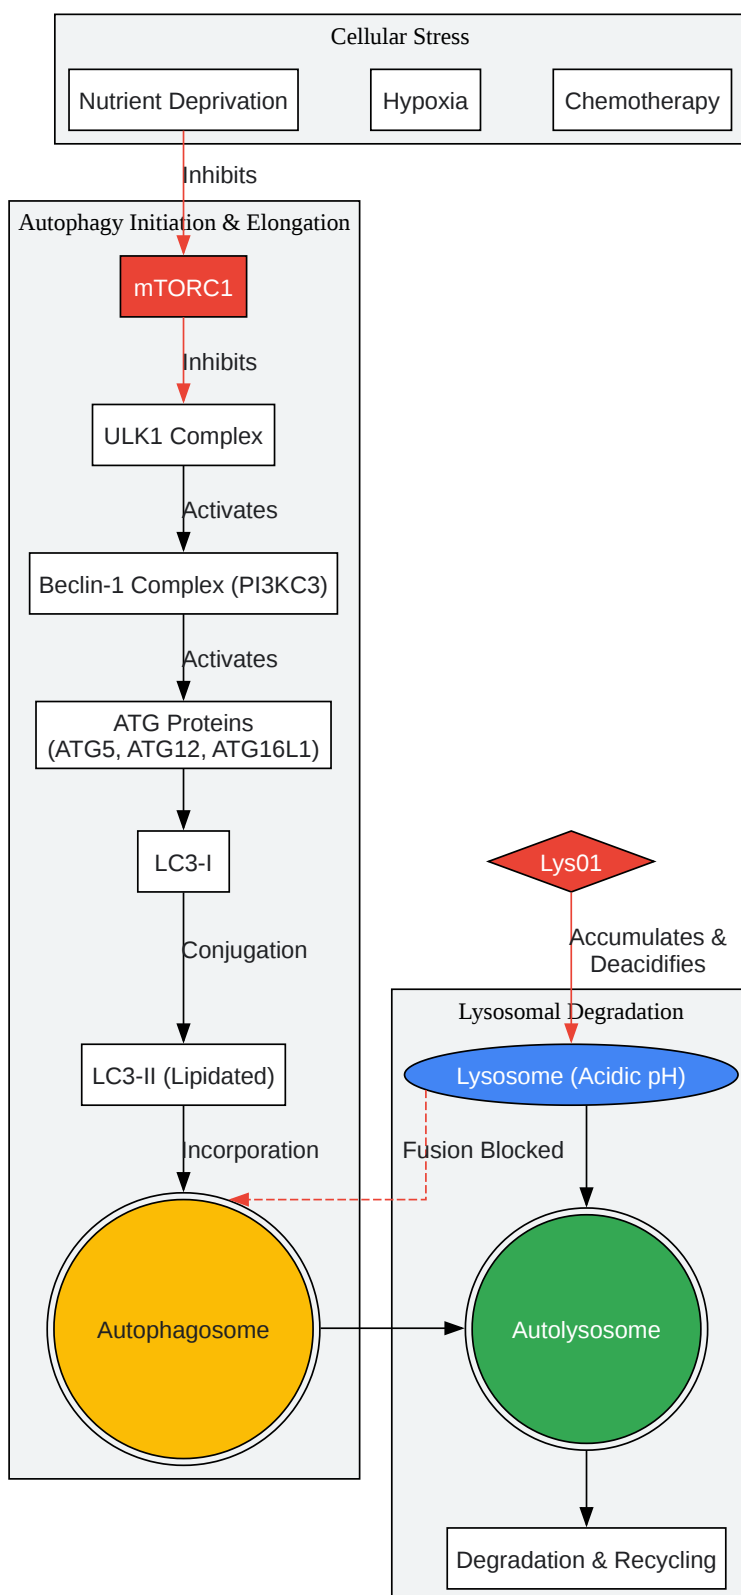 Cellular Stress
Nutrient Deprivation
Hypoxia
Chemotherapy
Inhibits
Autophagy Initiation & Elongation
mTORC1
Inhibits
ULK1 Complex
Activates
Beclin-1 Complex (PI3KC3)
Activates
ATG Proteins
(ATG5, ATG12, ATG16L1)
LC3-I
Lys01
Conjugation
Accumulates &
Deacidifies
Lysosomal Degradation
LC3-II (Lipidated)
Lysosome (Acidic pH)
Incorporation
Fusion Blocked
Autophagosome
Autolysosome
Degradation & Recycling